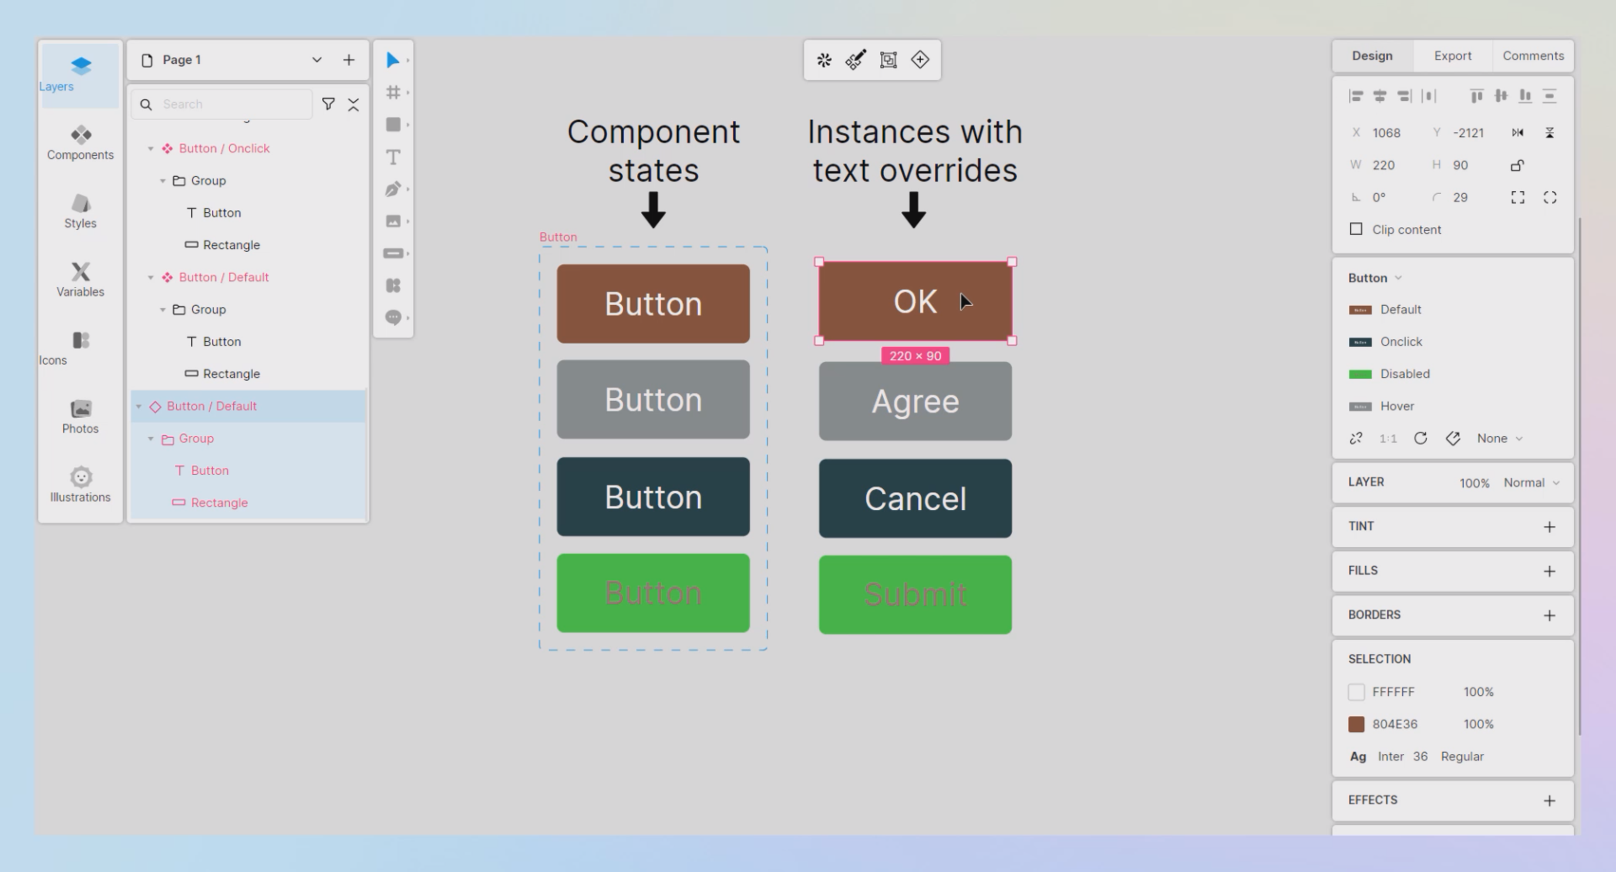 Layers
Components
Styles
Variables
Icons
Photos
Illustrations
Page 1
Search
Button / Onclick
Group
Button
Rectangle
Button / Default
Group
Button
Rectangle
Button / Default
Group
Button
Rectangle
Component
states
Instances with
text overrides
Button
Button
Button
Button
Button
OK
220 × 90
Agree
Cancel
Submit
Design Export Comments
X 1068 Y -2121
W 220 H 90
0° 29
Clip content
Button
Default
Onclick
Disabled
Hover
1:1 None
LAYER 100% Normal
TINT
FILLS
BORDERS
SELECTION
FFFFFF 100%
804E36 100%
Ag Inter 36 Regular
EFFECTS